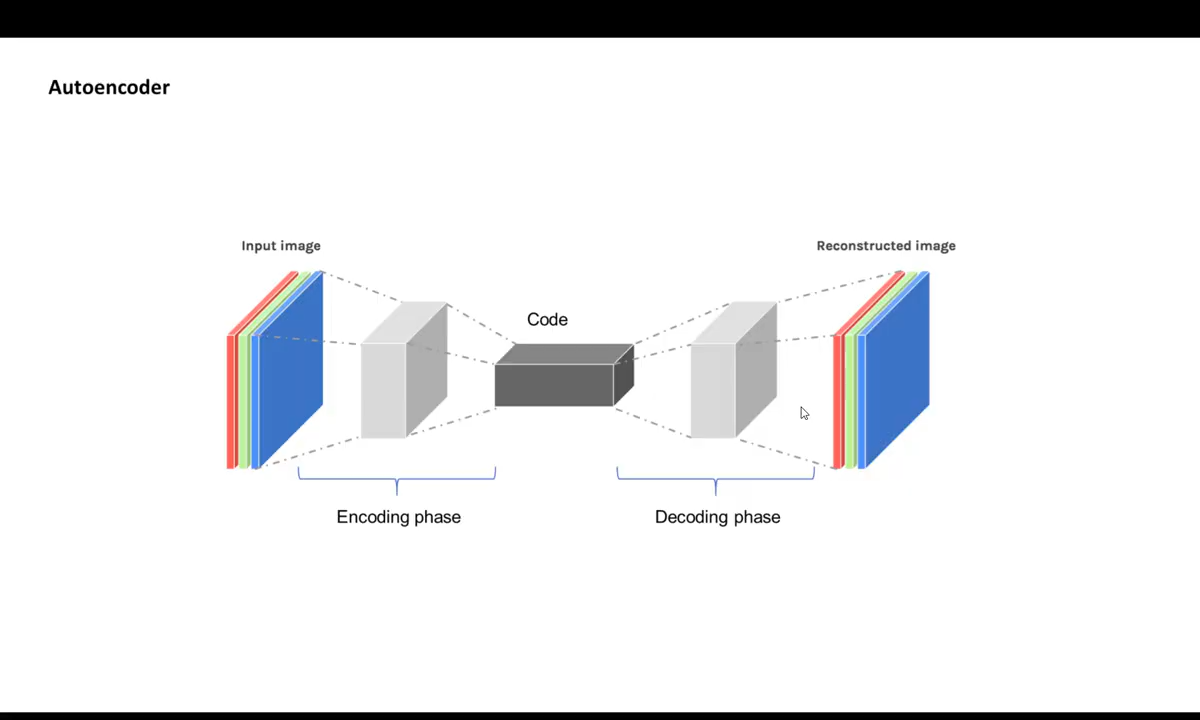 Autoencoder
Input image
Reconstructed image
Code
Encoding phase
Decoding phase